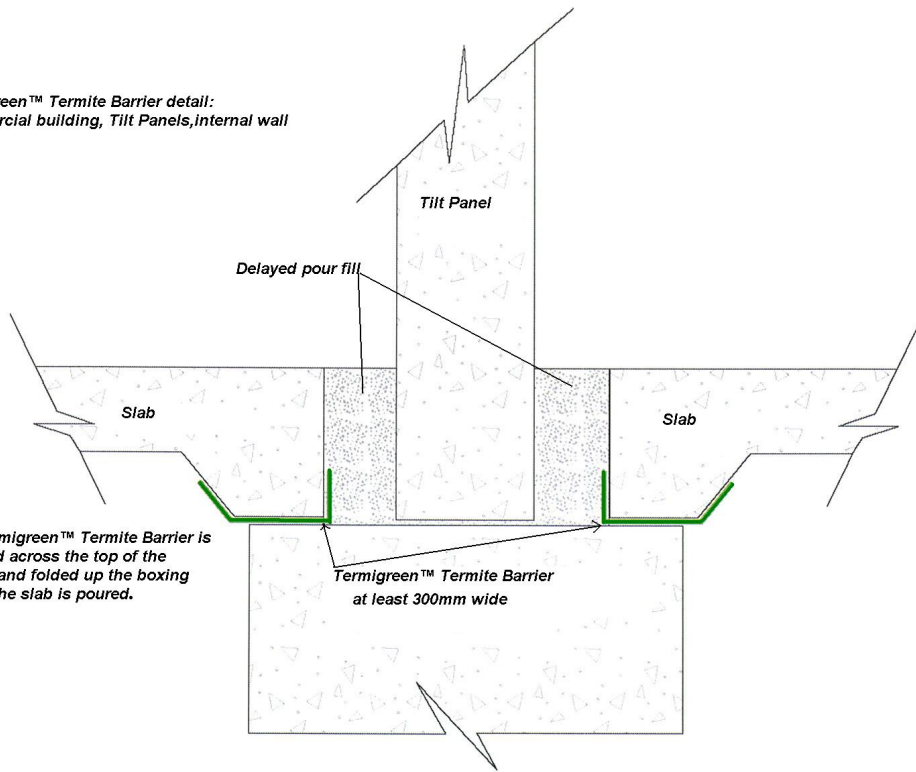 een™ Termite Barrier detail:
rcial building, Tilt Panels,internal wall
Tilt Panel
Delayed pour fill
Slab
Slab
migreen™ Termite Barrier is
d across the top of the
and folded up the boxing
he slab is poured.
Termigreen™ Termite Barrier
at least 300mm wide